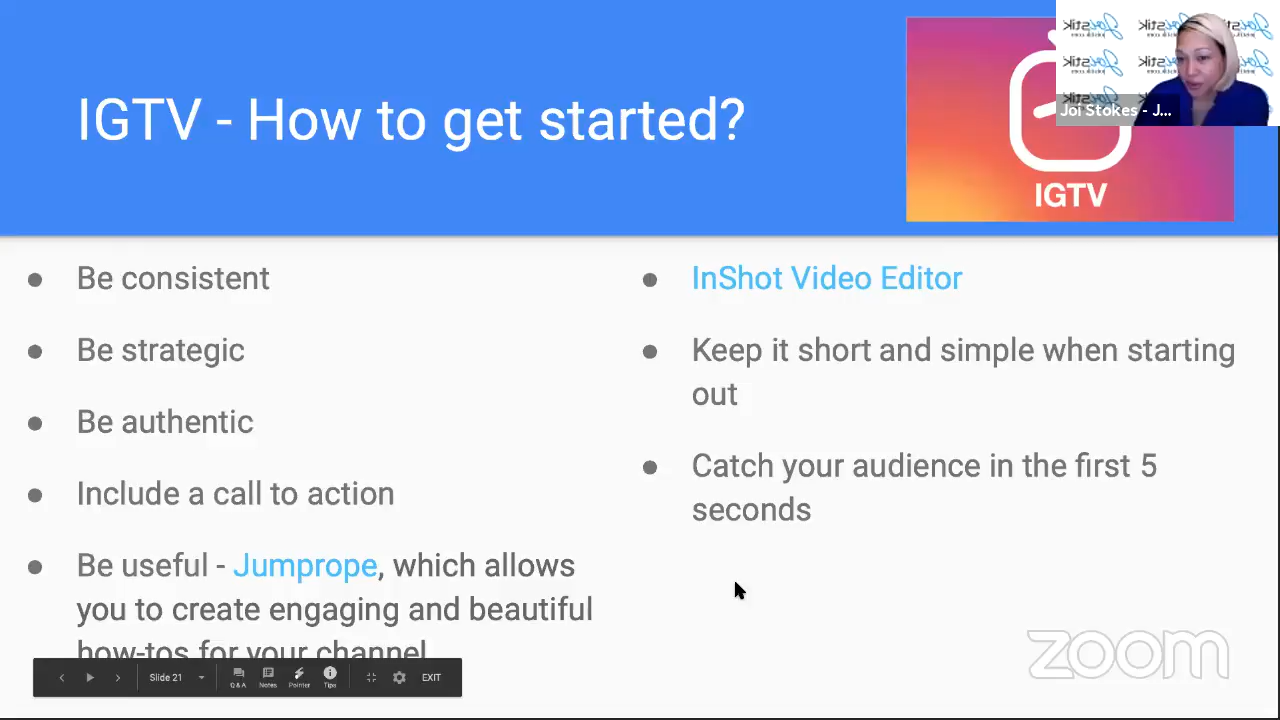 IGTV - How to get started?
IGTV
Joi Stokes - J...
Be consistent
Be strategic
Be authentic
Include a call to action
Be useful - Jumprope, which allows
you to create engaging and beautiful
how-tos for your channel
InShot Video Editor
Keep it short and simple when starting
out
Catch your audience in the first 5
seconds
zoom
Slide 21
Q & A
Notes
Pointer
Tips
EXIT